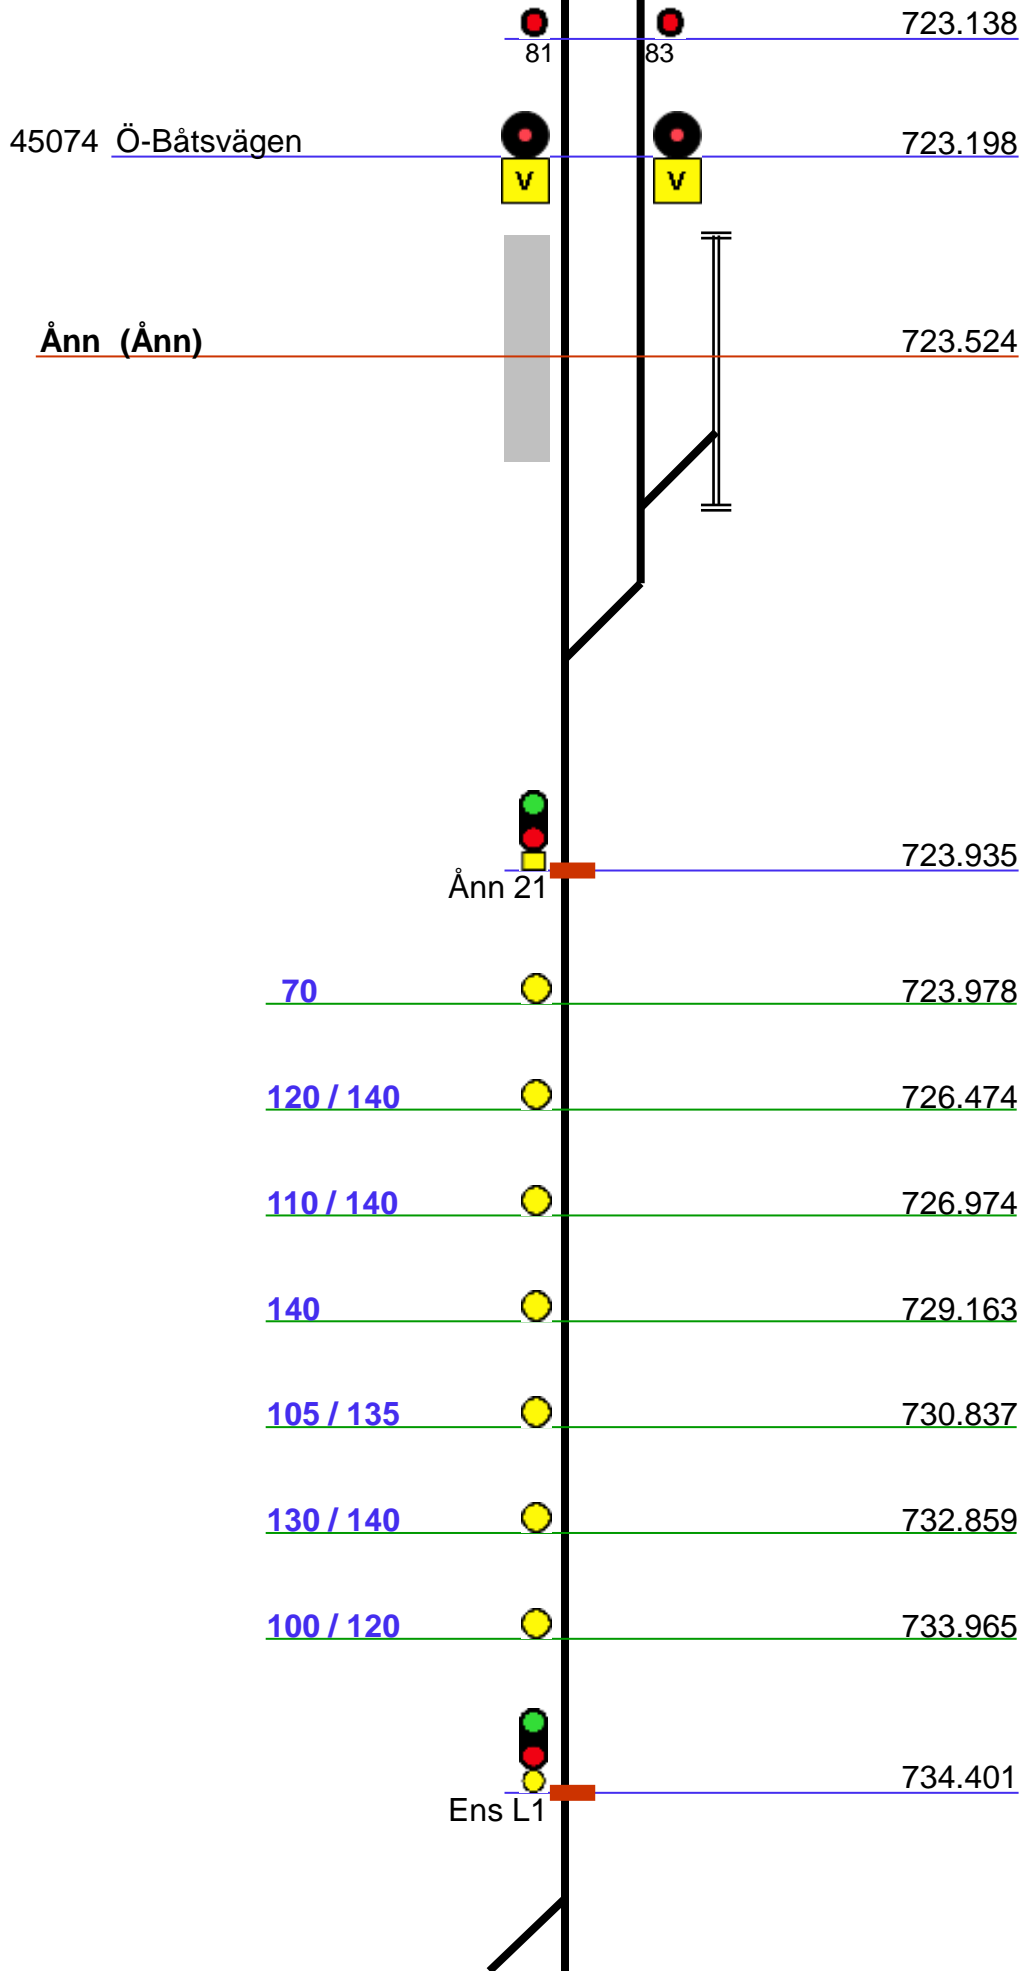 723.138
81 83
45074 Ö-Båtsvägen 723.198
V V
Ånn (Ånn) 723.524
723.935
Ånn 21
70 723.978
120 / 140 726.474
110 / 140 726.974
140 729.163
105 / 135 730.837
130 / 140 732.859
100 / 120 733.965
734.401
Ens L1